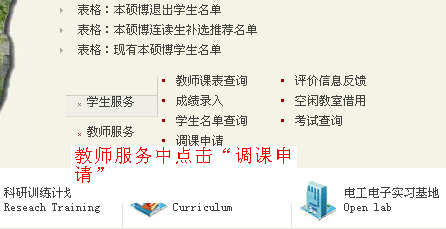 表格：本硕博退出学生名单
表格：本硕博连读生补选推荐名单
表格：现有本硕博学生名单
教师课表查询
评价信息反馈
学生服务
成绩录入
空闲教室借用
学生名单查询
考试查询
教师服务
调课申请
教师服务中点击“调课申
请”
科研训练计划
Reseach Training
Curriculum
电工电子实习基地
Open lab